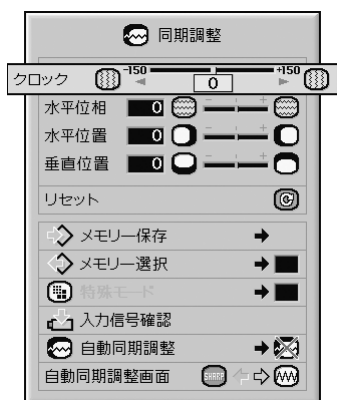 同期調整
クロック -150 0 +150
水平位相 0 - +
水平位置 0 - +
垂直位置 0 - +
リセット
メモリー保存
メモリー選択
特殊モード
入力信号確認
自動同期調整
自動同期調整画面 SHARP